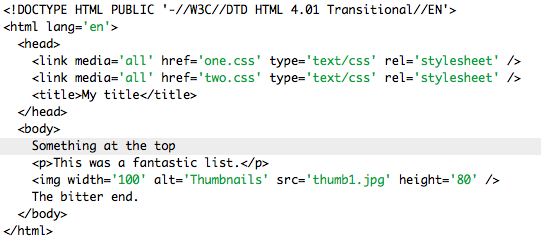 <!DOCTYPE HTML PUBLIC '-//W3C//DTD HTML 4.01 Transitional//EN'>
<html lang='en'>
  <head>
    <link media='all' href='one.css' type='text/css' rel='stylesheet' />
    <link media='all' href='two.css' type='text/css' rel='stylesheet' />
    <title>My title</title>
  </head>
  <body>
    Something at the top
    <p>This was a fantastic list.</p>
    <img width='100' alt='Thumbnails' src='thumb1.jpg' height='80' />
    The bitter end.
  </body>
</html>